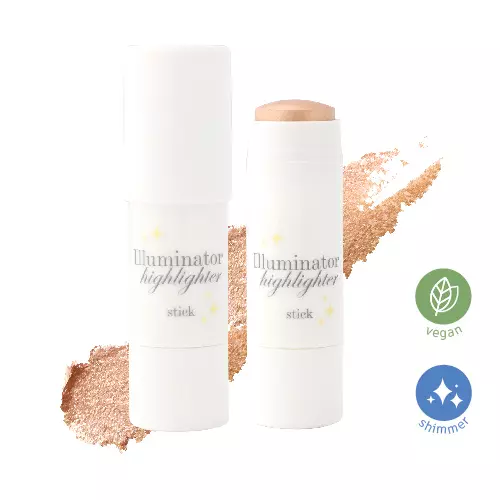 Illuminator
highlighter
stick
Illuminator
highlighter
stick
vegan
shimmer